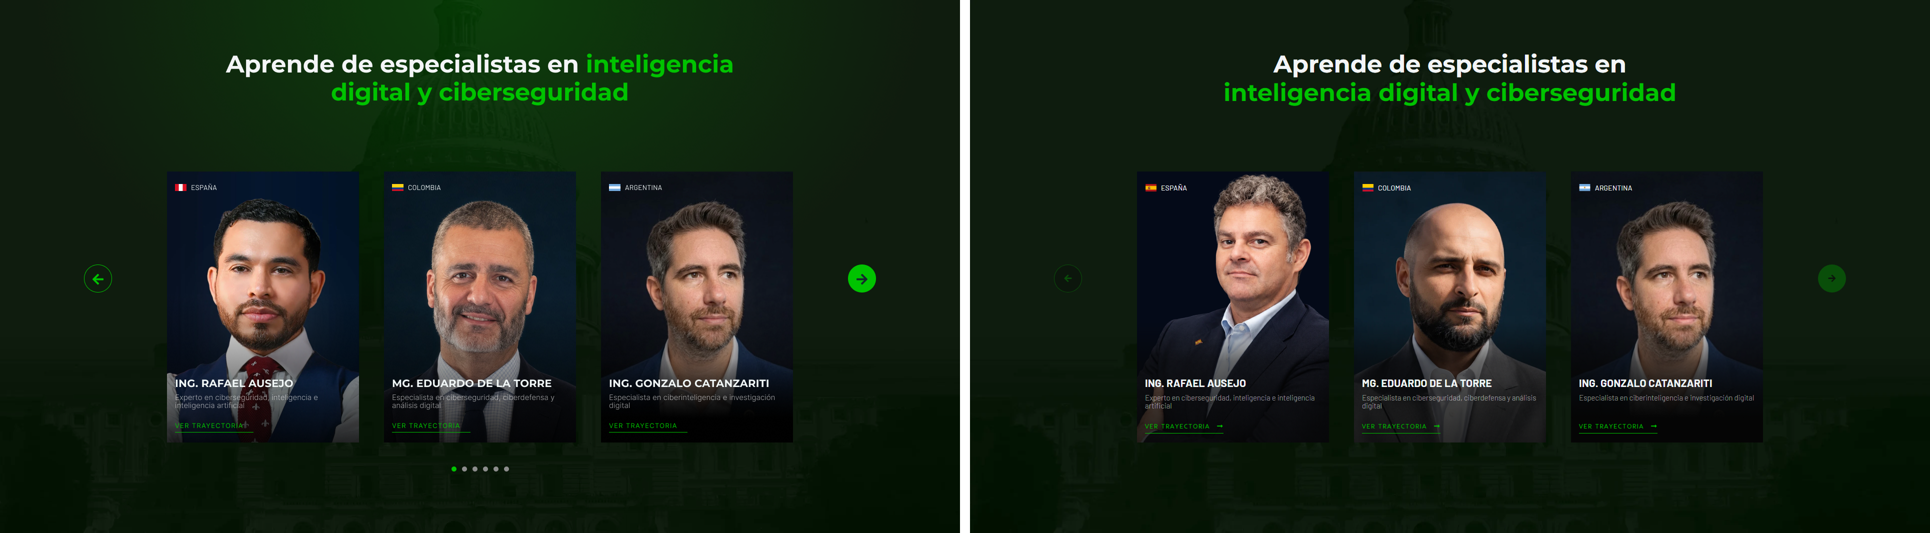 Aprende de especialistas en inteligencia
digital y ciberseguridad
ESPAÑA
ING. RAFAEL AUSEJO
Experto en ciberseguridad, inteligencia e
inteligencia artificial
VER TRAYECTORIA
COLOMBIA
MG. EDUARDO DE LA TORRE
Especialista en ciberseguridad, ciberdefensa y
análisis digital
VER TRAYECTORIA
ARGENTINA
ING. GONZALO CATANZARITI
Especialista en ciberinteligencia e investigación
digital
VER TRAYECTORIA
Aprende de especialistas en
inteligencia digital y ciberseguridad
ESPAÑA
ING. RAFAEL AUSEJO
Experto en ciberseguridad, inteligencia e inteligencia
artificial
VER TRAYECTORIA
COLOMBIA
MG. EDUARDO DE LA TORRE
Especialista en ciberseguridad, ciberdefensa y análisis
digital
VER TRAYECTORIA
ARGENTINA
ING. GONZALO CATANZARITI
Especialista en ciberinteligencia e investigación digital
VER TRAYECTORIA